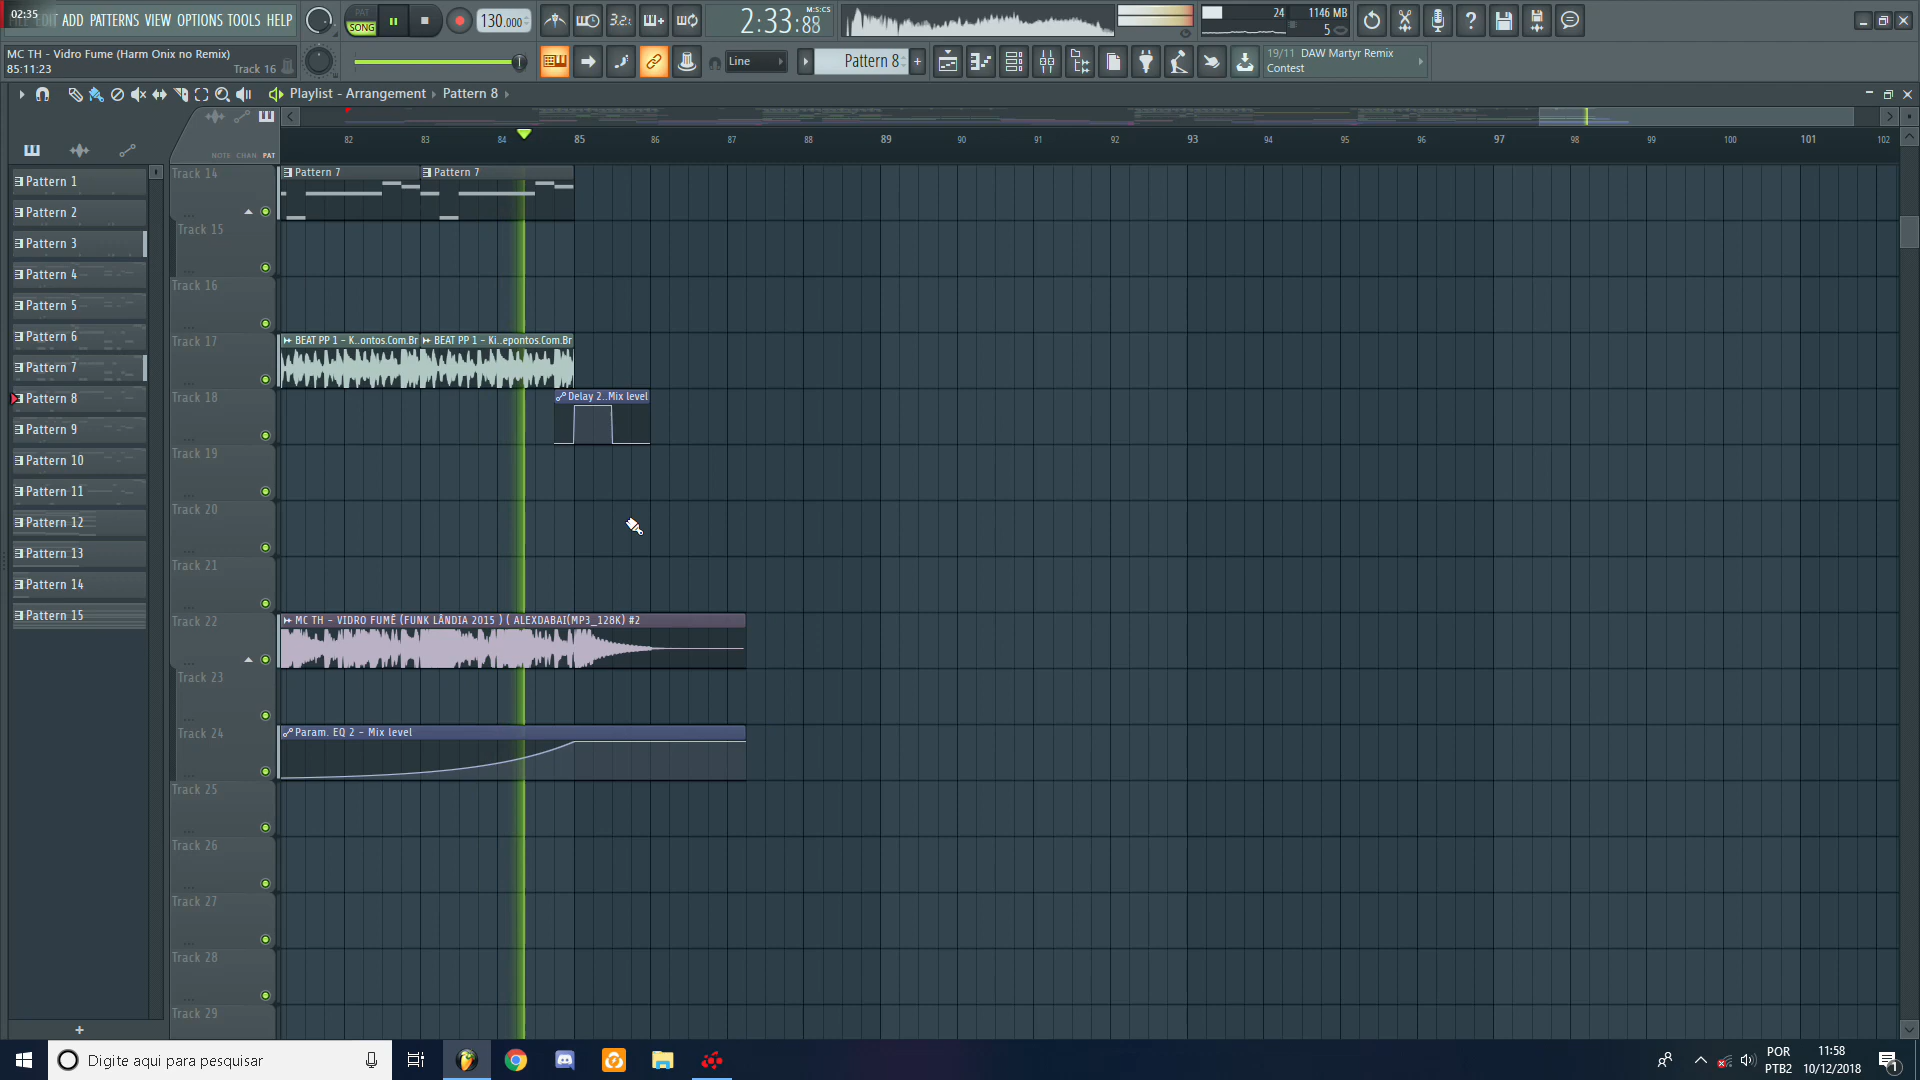 02:35
EDIT ADD PATTERNS VIEW OPTIONS TOOLS HELP
PAT
SONG
130.000
3.2.
2:33:88
M:S:CS
24
1146 MB
5
MC TH - Vidro Fume (Harm Onix no Remix)
85:11:23
Track 16
Line
Pattern 8
+
19/11 DAW Martyr Remix
Contest
Playlist - Arrangement › Pattern 8 ›
NOTE CHAN PAT
82 83 84 85 86 87 88 89 90 91 92 93 94 95 96 97 98 99 100 101 102
Pattern 1
Pattern 2
Pattern 3
Pattern 4
Pattern 5
Pattern 6
Pattern 7
Pattern 8
Pattern 9
Pattern 10
Pattern 11
Pattern 12
Pattern 13
Pattern 14
Pattern 15
+
Track 14
Pattern 7
Pattern 7
Track 15
Track 16
Track 17
BEAT PP 1 - K..ontos.Com.Br
BEAT PP 1 - Ki..epontos.Com.Br
Track 18
Delay 2..Mix level
Track 19
Track 20
Track 21
Track 22
MC TH - VIDRO FUMÊ (FUNK LÂNDIA 2015 ) ( ALEXDABAI(MP3_128K) #2
Track 23
Track 24
Param. EQ 2 - Mix level
Track 25
Track 26
Track 27
Track 28
Track 29
Digite aqui para pesquisar
POR
PTB2
11:58
10/12/2018
1